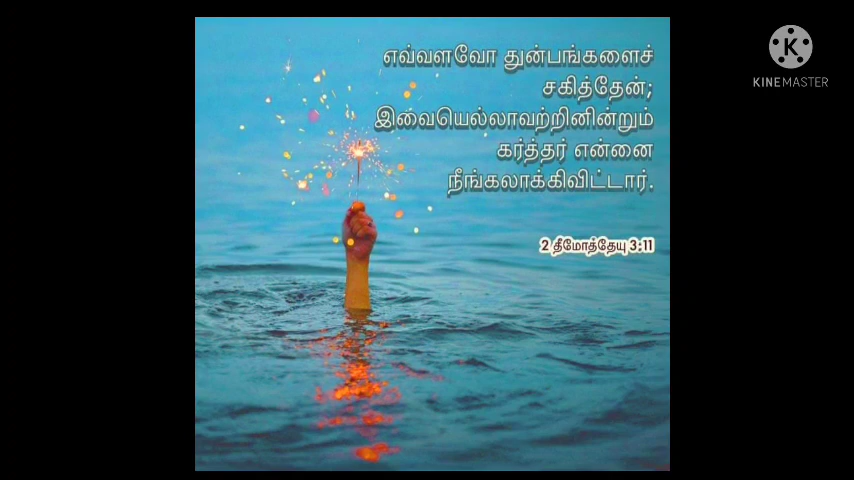 எவ்வளவோ துன்பங்களைச்
சகித்தேன்;
இவையெல்லாவற்றினின்றும்
கர்த்தர் என்னை
நீங்கலாக்கிவிட்டார்.
2 தீமோத்தேயு 3:11
K
KINEMASTER